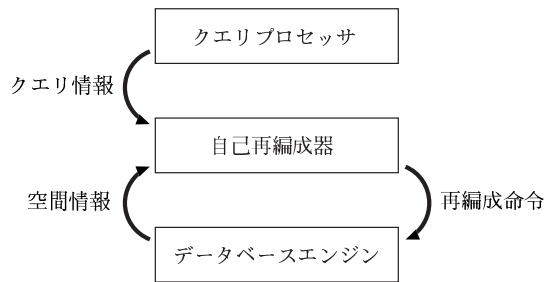 クエリプロセッサ
クエリ情報
自己再編成器
空間情報
再編成命令
データベースエンジン